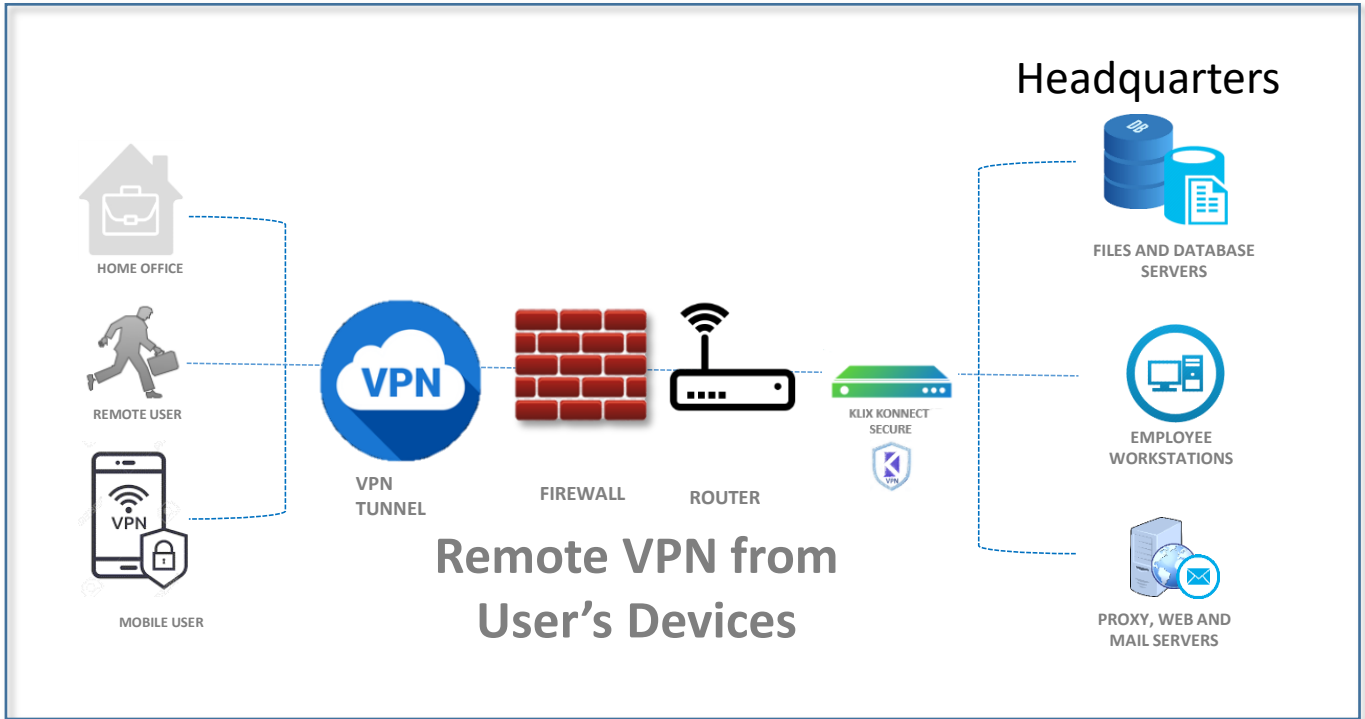 Headquarters
DB
HOME OFFICE
FILES AND DATABASE
SERVERS
VPN
REMOTE USER
KLIX KONNECT
SECURE
VPN
EMPLOYEE
WORKSTATIONS
VPN
TUNNEL
FIREWALL
ROUTER
VPN
MOBILE USER
PROXY, WEB AND
MAIL SERVERS
Remote VPN from
User’s Devices